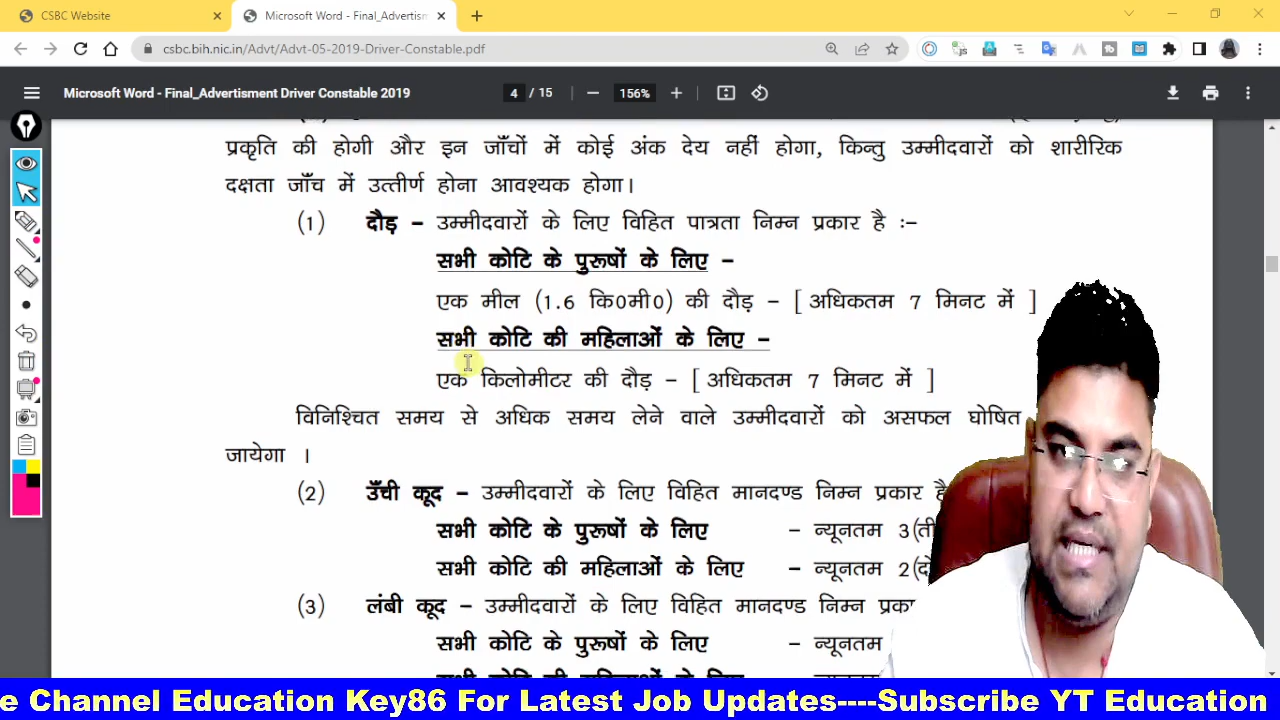 CSBC Website
Microsoft Word - Final_Advertism
csbc.bih.nic.in/Advt/Advt-05-2019-Driver-Constable.pdf
Microsoft Word - Final_Advertisment Driver Constable 2019
4 / 15
156%
प्रकृति की होगी और इन जाँचों में कोई अंक देय नहीं होगा, किन्तु उम्मीदवारों को शारीरिक
दक्षता जाँच में उत्तीर्ण होना आवश्यक होगा।
(1) दौड़ – उम्मीदवारों के लिए विहित पात्रता निम्न प्रकार है :–
सभी कोटि के पुरूषों के लिए –
एक मील (1.6 कि0मी0) की दौड़ – [ अधिकतम 7 मिनट में ]
सभी कोटि की महिलाओं के लिए –
एक किलोमीटर की दौड़ – [ अधिकतम 7 मिनट में ]
विनिश्चित समय से अधिक समय लेने वाले उम्मीदवारों को असफल घोषित
जायेगा ।
(2) उँची कूद – उम्मीदवारों के लिए विहित मानदण्ड निम्न प्रकार है
सभी कोटि के पुरूषों के लिए – न्यूनतम 3(ती
सभी कोटि की महिलाओं के लिए – न्यूनतम 2(दो
(3) लंबी कूद – उम्मीदवारों के लिए विहित मानदण्ड निम्न प्रका
सभी कोटि के पुरूषों के लिए – न्यूनतम
e Channel Education Key86 For Latest Job Updates----Subscribe YT Education